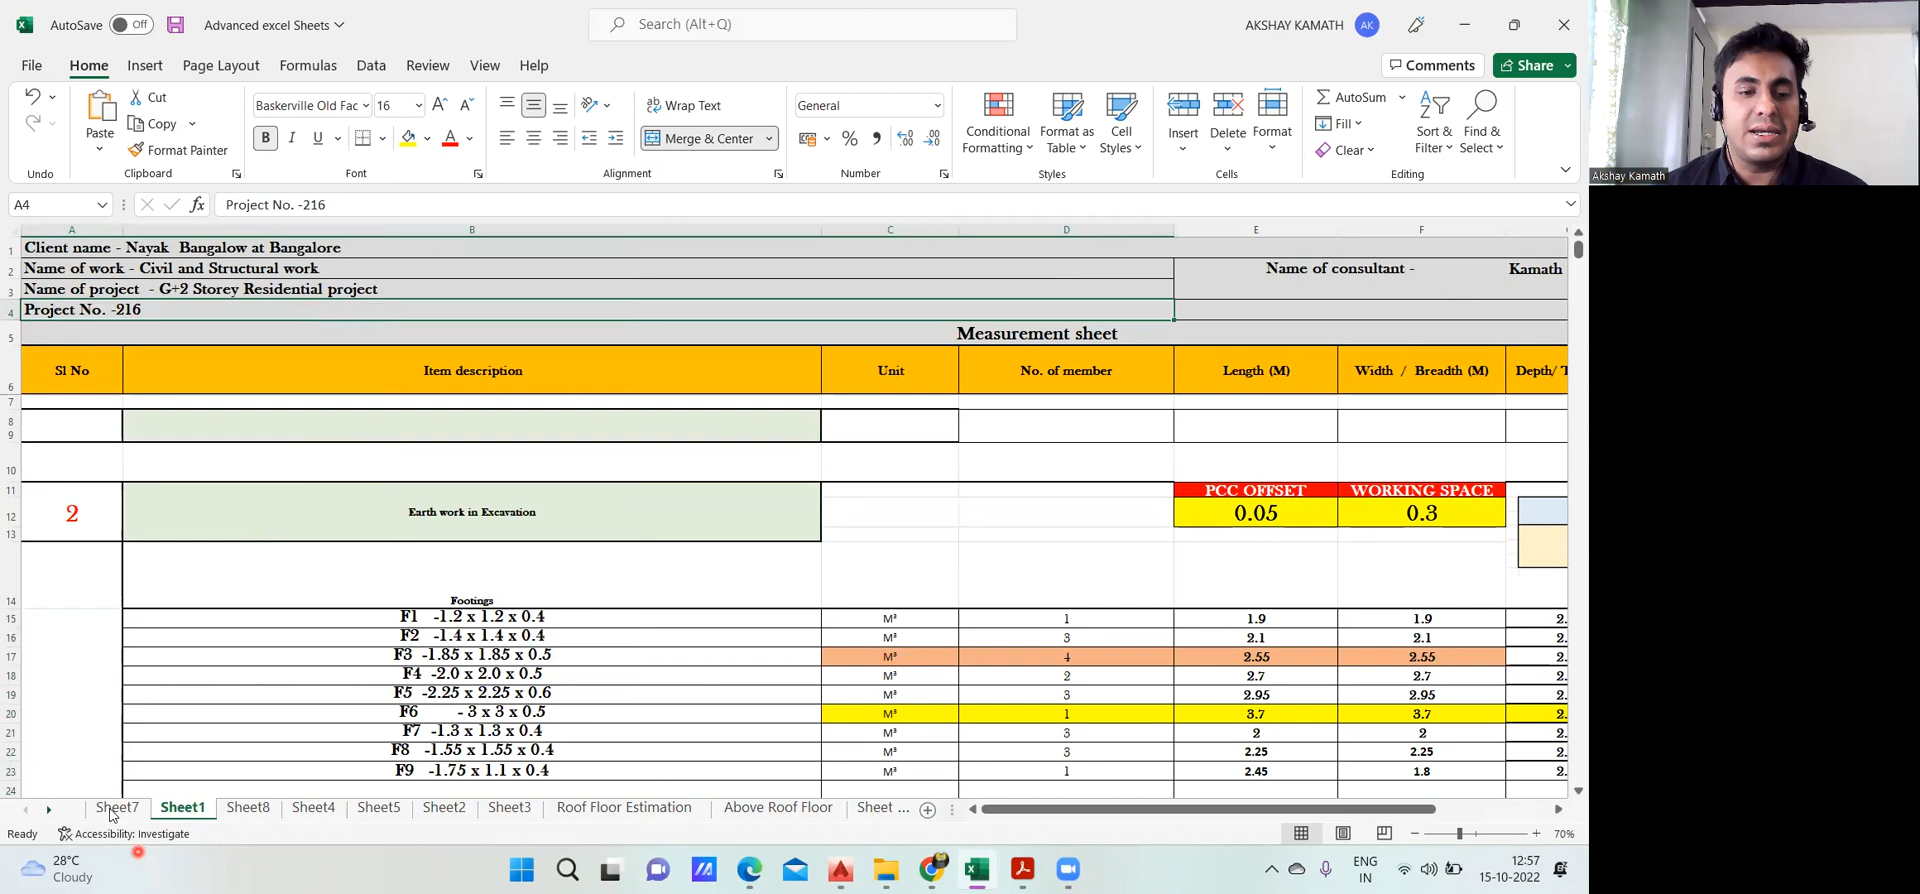 AutoSave Off Advanced excel Sheets Search (Alt+Q) AKSHAY KAMATH AK
File Home Insert Page Layout Formulas Data Review View Help Comments Share
Cut
Copy
Format Painter
Paste
Baskerville Old Fac 16
B I U
Wrap Text
Merge & Center
General
Conditional Formatting
Format as Table
Cell Styles
Insert
Delete
Format
AutoSum
Fill
Clear
Sort & Filter
Find & Select
Undo Clipboard Font Alignment Number Styles Cells Editing
A4 fx Project No. -216
A B C D E F
1 Client name - Nayak Bangalow at Bangalore
2 Name of work - Civil and Structural work Name of consultant - Kamath
3 Name of project - G+2 Storey Residential project
4 Project No. -216
5 Measurement sheet
6 Sl No Item description Unit No. of member Length (M) Width / Breadth (M) Depth/ T
7
8
9
10
11 PCC OFFSET WORKING SPACE
12 2 Earth work in Excavation 0.05 0.3
13
14 Footings
15 F1 -1.2 x 1.2 x 0.4 M³ 1 1.9 1.9 2.
16 F2 -1.4 x 1.4 x 0.4 M³ 3 2.1 2.1 2.
17 F3 -1.85 x 1.85 x 0.5 M³ 4 2.55 2.55 2.
18 F4 -2.0 x 2.0 x 0.5 M³ 2 2.7 2.7 2.
19 F5 -2.25 x 2.25 x 0.6 M³ 3 2.95 2.95 2.
20 F6 - 3 x 3 x 0.5 M³ 1 3.7 3.7 2.
21 F7 -1.3 x 1.3 x 0.4 M³ 3 2 2 2.
22 F8 -1.55 x 1.55 x 0.4 M³ 3 2.25 2.25 2.
23 F9 -1.75 x 1.1 x 0.4 M³ 1 2.45 1.8 2.
24
Sheet7 Sheet1 Sheet8 Sheet4 Sheet5 Sheet2 Sheet3 Roof Floor Estimation Above Roof Floor Sheet ...
Ready Accessibility: Investigate 70%
28°C
Cloudy
ENG
IN
12:57
15-10-2022
Akshay Kamath